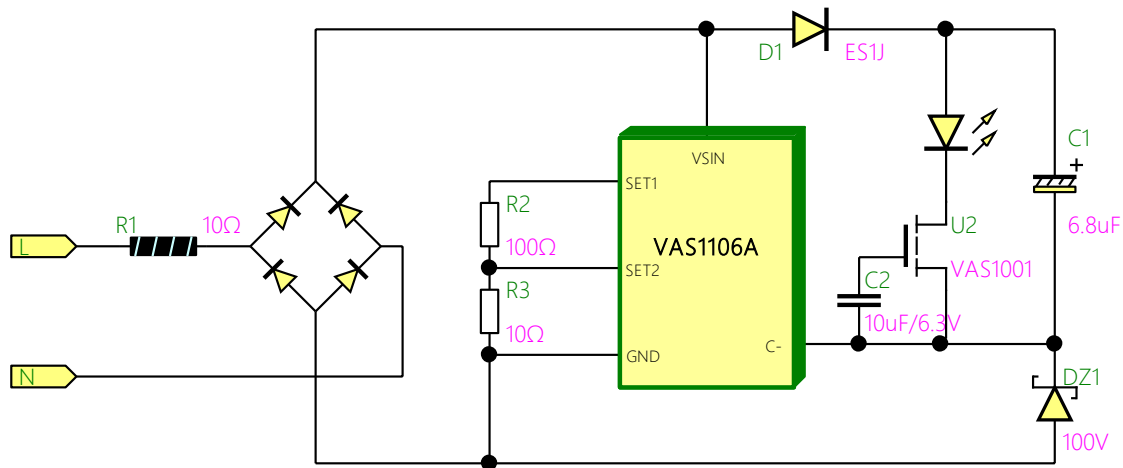 D1
ES1J
VSIN
C1
+
SET1
R2
R1
10Ω
100Ω
VAS1106A
U2
6.8uF
L
SET2
VAS1001
C2
R3
10Ω
10uF/6.3V
GND
C-
N
DZ1
100V